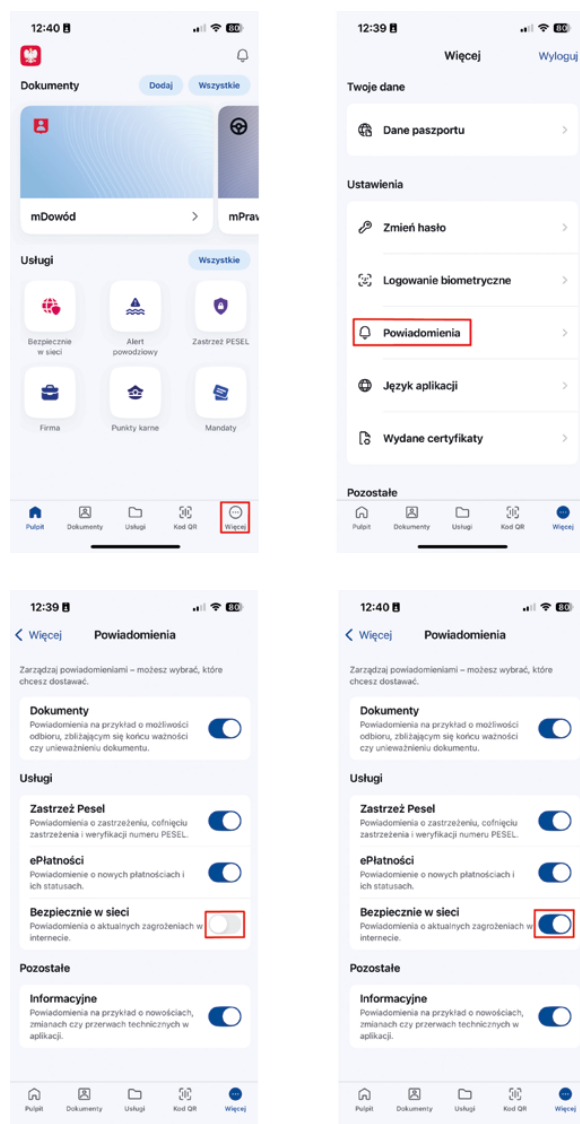 12:40
80
Dokumenty
Dodaj
Wszystkie
mDowód
mPraw
Usługi
Wszystkie
Bezpiecznie
w sieci
Alert
powodziowy
Zastrzeż PESEL
Firma
Punkty karne
Mandaty
Pulpit
Dokumenty
Usługi
Kod QR
Więcej
12:39
80
Więcej
Wyloguj
Twoje dane
Dane paszportu
Ustawienia
Zmień hasło
Logowanie biometryczne
Powiadomienia
Język aplikacji
Wydane certyfikaty
Pozostałe
Pulpit
Dokumenty
Usługi
Kod QR
Więcej
12:39
80
Więcej
Powiadomienia
Zarządzaj powiadomieniami – możesz wybrać, które
chcesz dostawać.
Dokumenty
Powiadomienia na przykład o możliwości
odbioru, zbliżającym się końcu ważności
czy unieważnieniu dokumentu.
Usługi
Zastrzeż Pesel
Powiadomienia o zastrzeżeniu, cofnięciu
zastrzeżenia i weryfikacji numeru PESEL.
ePłatności
Powiadomienie o nowych płatnościach i
ich statusach.
Bezpiecznie w sieci
Powiadomienia o aktualnych zagrożeniach w
internecie.
Pozostałe
Informacyjne
Powiadomienia na przykład o nowościach,
zmianach czy przerwach technicznych w
aplikacji.
Pulpit
Dokumenty
Usługi
Kod QR
Więcej
12:40
80
Więcej
Powiadomienia
Zarządzaj powiadomieniami – możesz wybrać, które
chcesz dostawać.
Dokumenty
Powiadomienia na przykład o możliwości
odbioru, zbliżającym się końcu ważności
czy unieważnieniu dokumentu.
Usługi
Zastrzeż Pesel
Powiadomienia o zastrzeżeniu, cofnięciu
zastrzeżenia i weryfikacji numeru PESEL.
ePłatności
Powiadomienie o nowych płatnościach i
ich statusach.
Bezpiecznie w sieci
Powiadomienia o aktualnych zagrożeniach w
internecie.
Pozostałe
Informacyjne
Powiadomienia na przykład o nowościach,
zmianach czy przerwach technicznych w
aplikacji.
Pulpit
Dokumenty
Usługi
Kod QR
Więcej